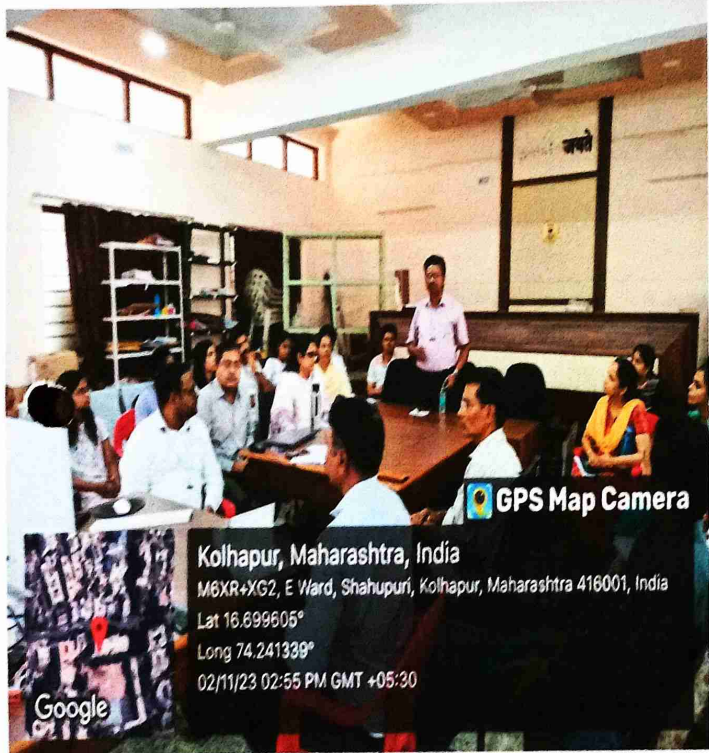 जयते
GPS Map Camera
Kolhapur, Maharashtra, India
M6XR+XG2, E Ward, Shahupuri, Kolhapur, Maharashtra 416001, India
Lat 16.699605°
Long 74.241339°
02/11/23 02:55 PM GMT +05:30
Google